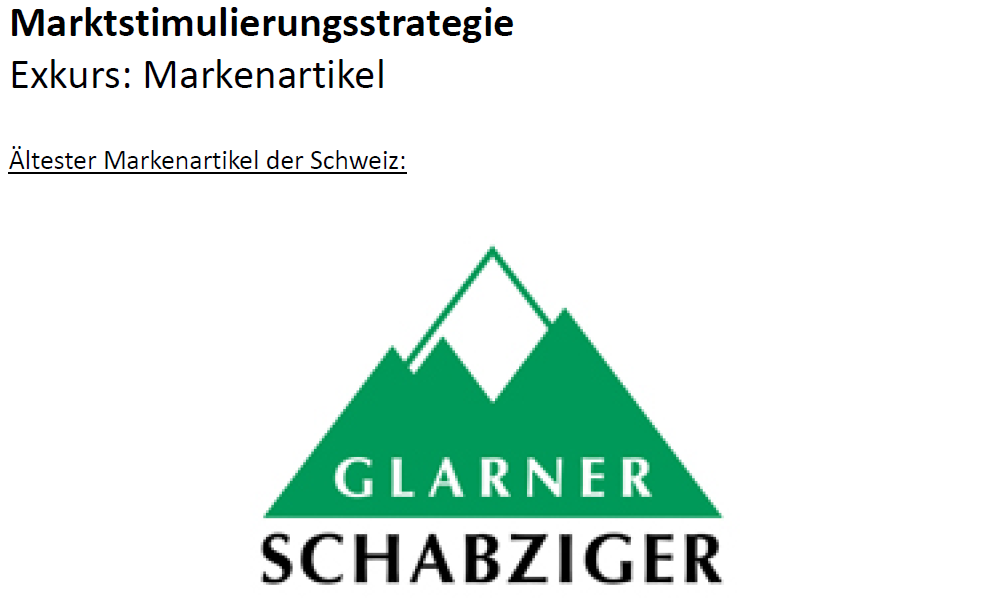 Marktstimulierungsstrategie
Exkurs: Markenartikel
Ältester Markenartikel der Schweiz:
GLARNER
SCHABZIGER